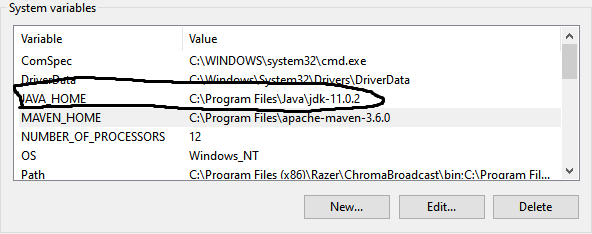 System variables
Variable Value
ComSpec C:\WINDOWS\system32\cmd.exe
DriverData C:\Windows\System32\Drivers\DriverData
JAVA_HOME C:\Program Files\Java\jdk-11.0.2
MAVEN_HOME C:\Program Files\apache-maven-3.6.0
NUMBER_OF_PROCESSORS 12
OS Windows_NT
Path C:\Program Files (x86)\Razer\ChromaBroadcast\bin;C:\Program Fil...
New... Edit... Delete